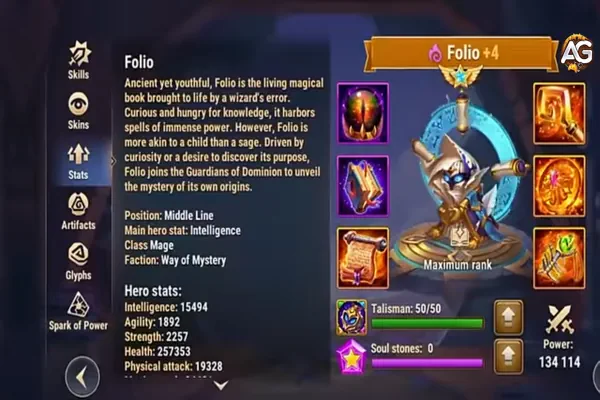 Skills
Skins
Stats
Artifacts
Glyphs
Spark of Power
Folio
Ancient yet youthful, Folio is the living magical
book brought to life by a wizard's error.
Curious and hungry for knowledge, it harbors
spells of immense power. However, Folio is
more akin to a child than a sage. Driven by
curiosity or a desire to discover its purpose,
Folio joins the Guardians of Dominion to unveil
the mystery of its own origins.
Position: Middle Line
Main hero stat: Intelligence
Class Mage
Faction: Way of Mystery
Hero stats:
Intelligence: 15494
Agility: 1892
Strength: 2257
Health: 257353
Physical attack: 19328
Folio +4
AG
Maximum rank
Talisman: 50/50
Soul stones: 0
Power:
134 114